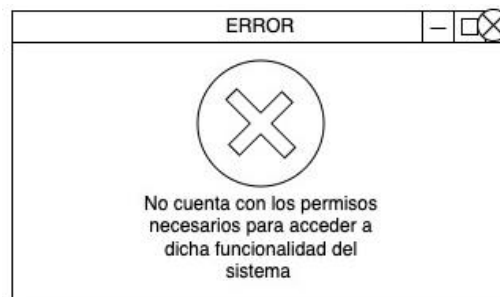 ERROR
No cuenta con los permisos
necesarios para acceder a
dicha funcionalidad del
sistema